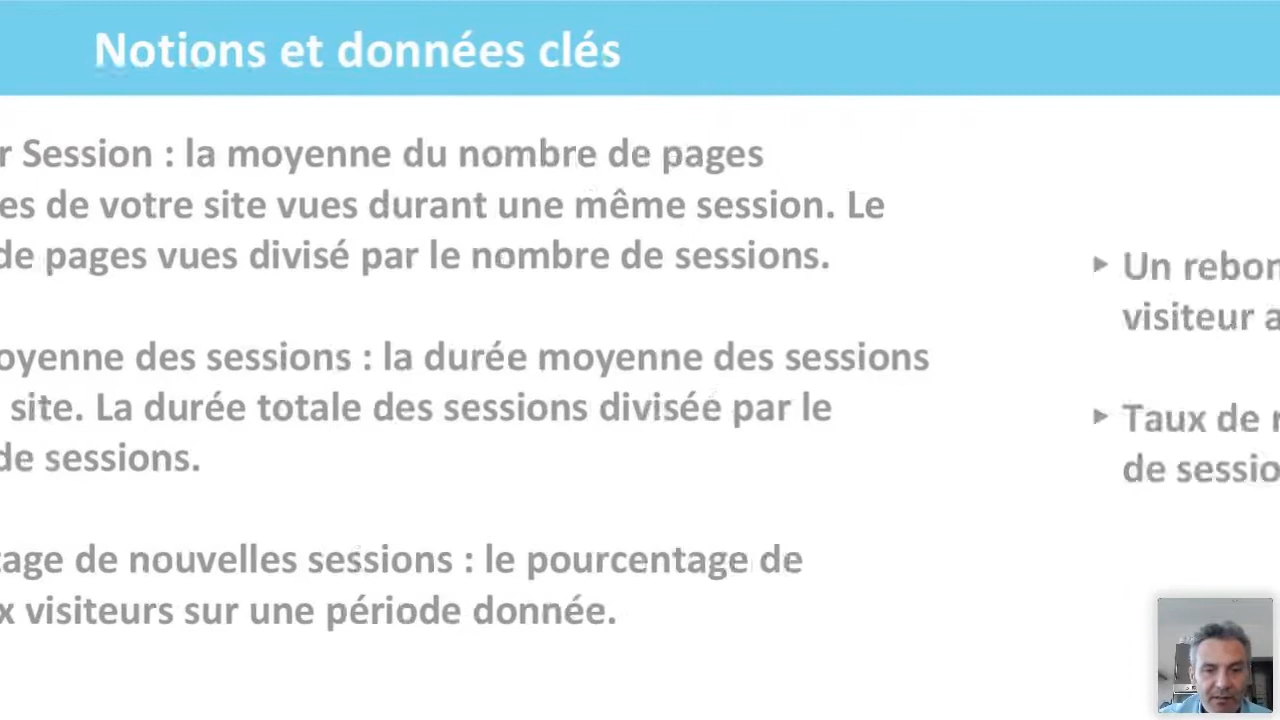 Notions et données clés
r Session : la moyenne du nombre de pages
es de votre site vues durant une même session. Le
de pages vues divisé par le nombre de sessions.
oyenne des sessions : la durée moyenne des sessions
site. La durée totale des sessions divisée par le
de sessions.
tage de nouvelles sessions : le pourcentage de
x visiteurs sur une période donnée.
Un rebon
visiteur a
Taux de r
de sessio